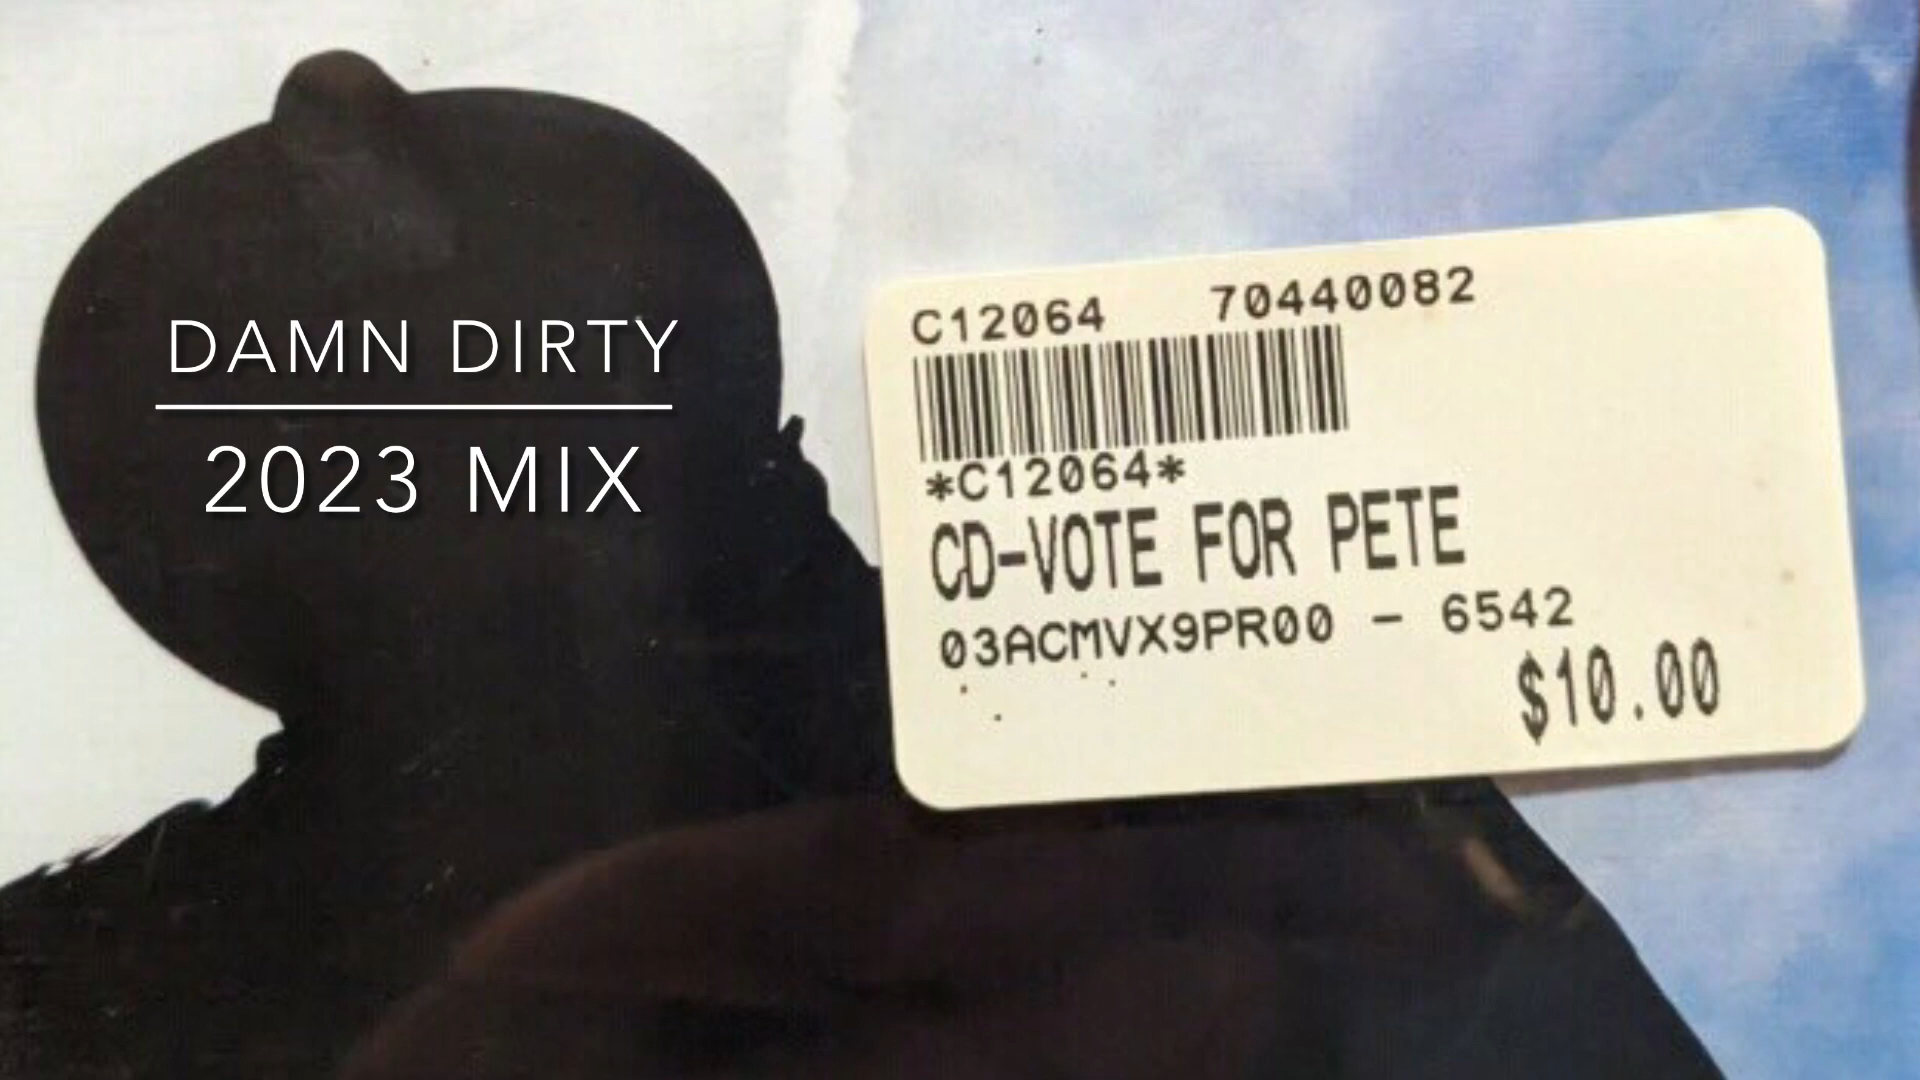 DAMN DIRTY
2023 MIX
C12064 70440082
*C12064*
CD-VOTE FOR PETE
03ACMVX9PR00 - 6542
$10.00